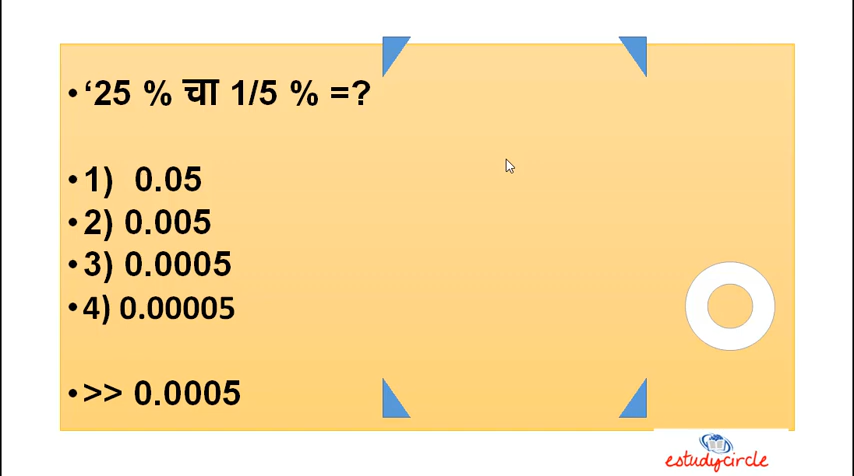 • ‘25 % चा 1/5 % =?
• 1) 0.05
• 2) 0.005
• 3) 0.0005
• 4) 0.00005
• >> 0.0005
estudycircle